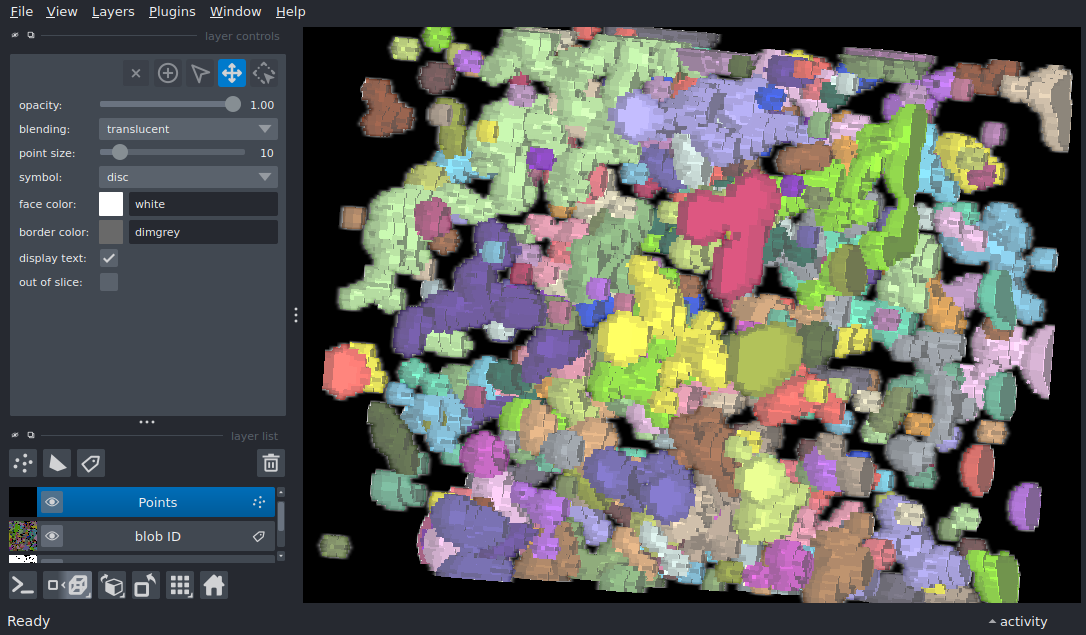 File View Layers Plugins Window Help
layer controls
opacity: 1.00
blending: translucent
point size: 10
symbol: disc
face color: white
border color: dimgrey
display text:
out of slice:
layer list
Points
blob ID
Ready
activity